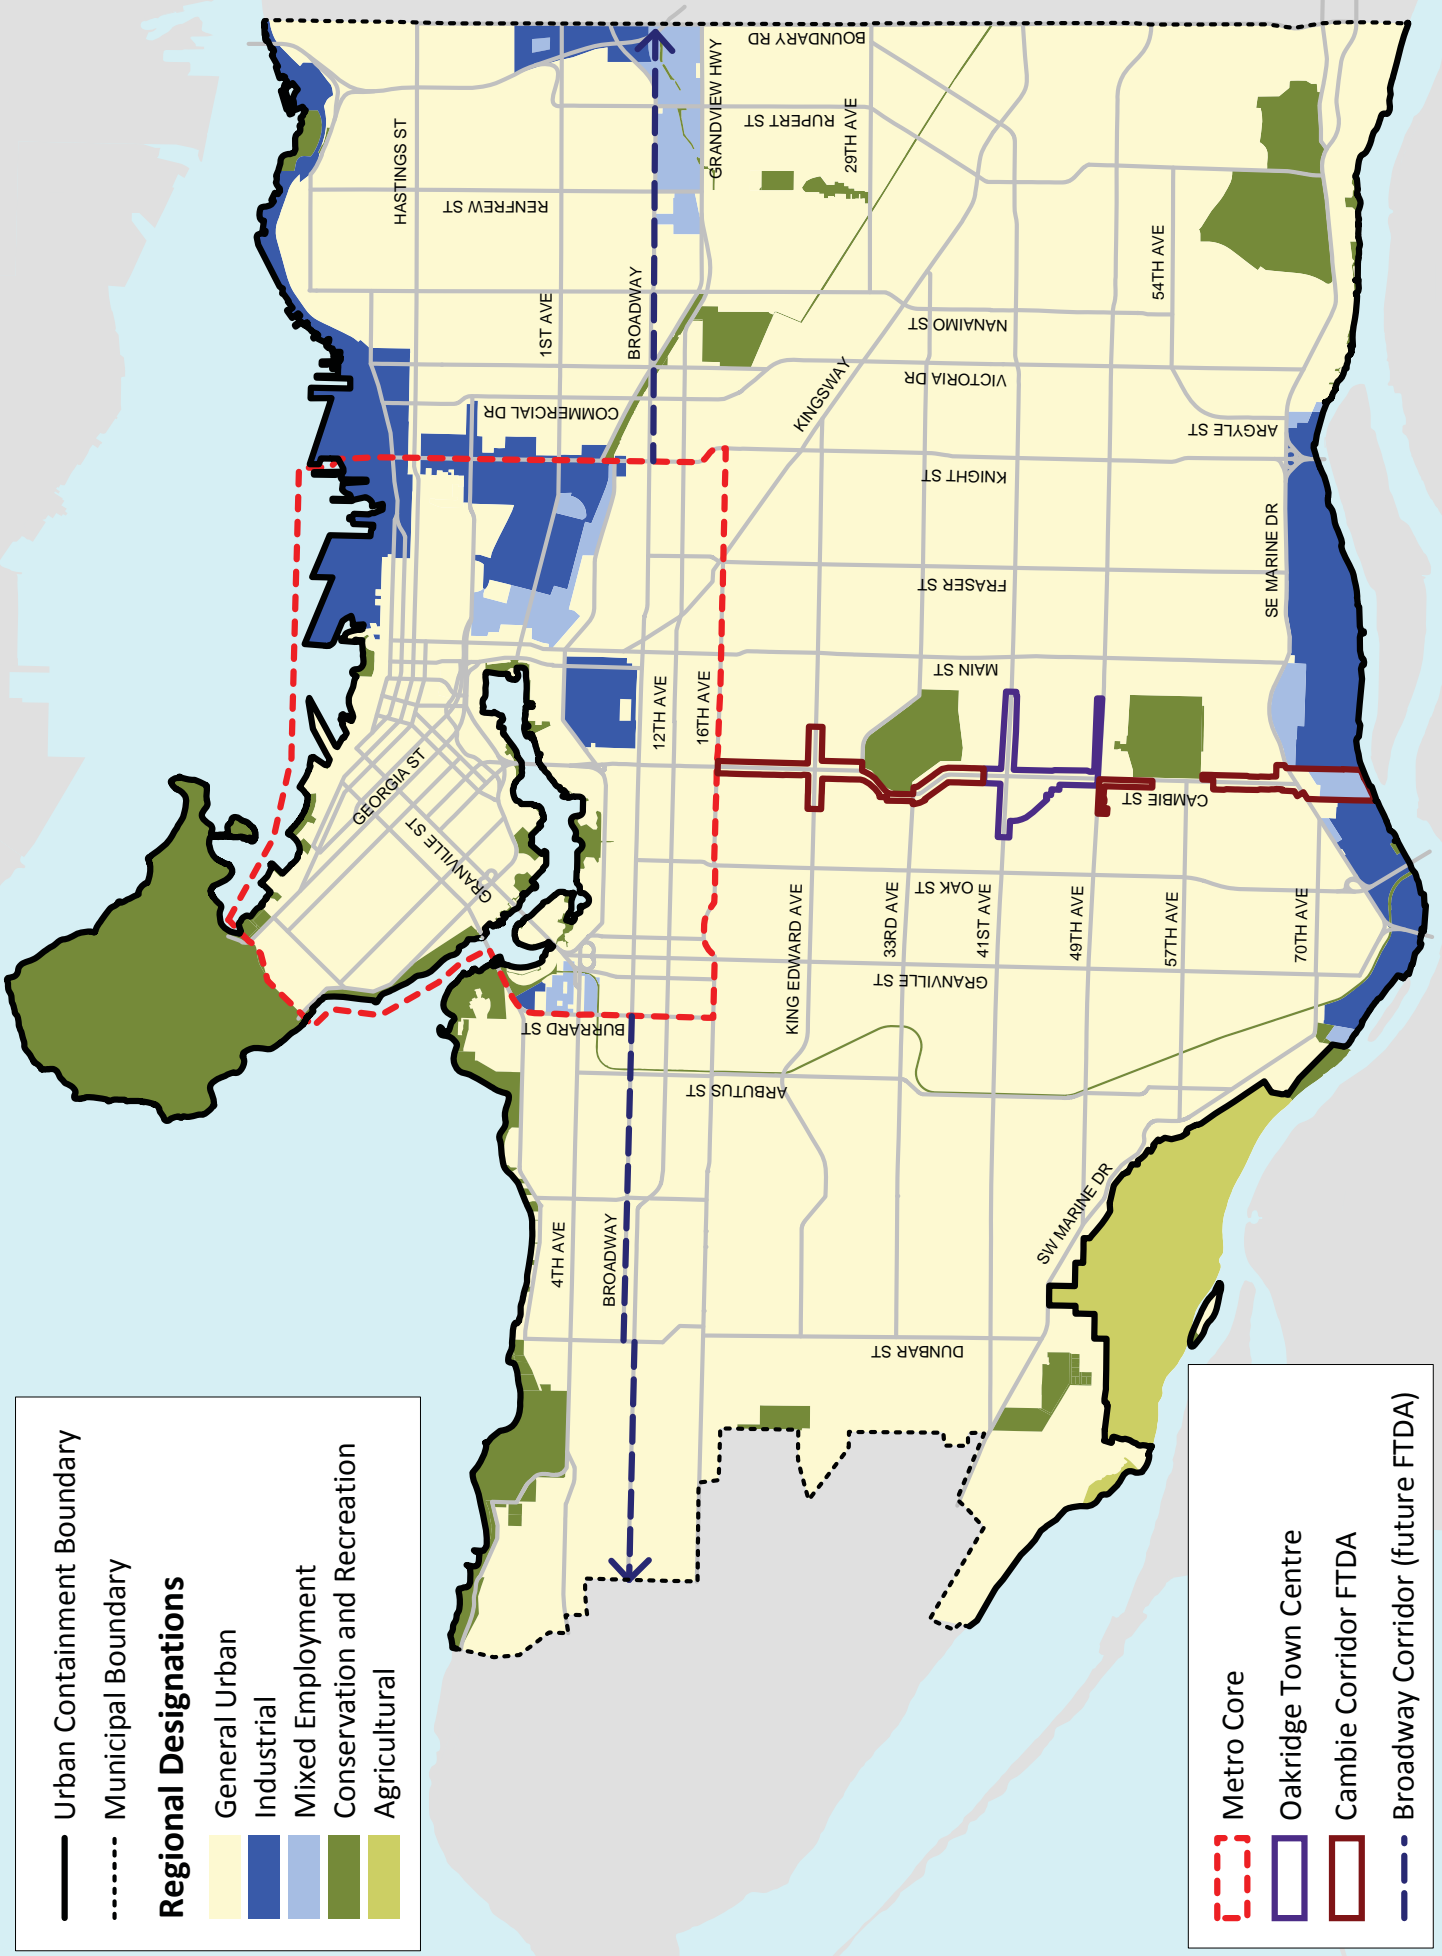 Urban Containment Boundary
Municipal Boundary
Regional Designations
General Urban
Industrial
Mixed Employment
Conservation and Recreation
Agricultural
Metro Core
Oakridge Town Centre
Cambie Corridor FTDA
Broadway Corridor (future FTDA)
4TH AVE
BROADWAY
DUNBAR ST
SW MARINE DR
ARBUTUS ST
BURRARD ST
GRANVILLE ST
KING EDWARD AVE
33RD AVE
41ST AVE
49TH AVE
57TH AVE
70TH AVE
OAK ST
GRANVILLE ST
GEORGIA ST
CAMBIE ST
12TH AVE
16TH AVE
MAIN ST
FRASER ST
SE MARINE DR
KNIGHT ST
ARGYLE ST
COMMERCIAL DR
KINGSWAY
VICTORIA DR
1ST AVE
BROADWAY
NANAIMO ST
54TH AVE
HASTINGS ST
RENFREW ST
GRANDVIEW HWY
29TH AVE
RUPERT ST
BOUNDARY RD